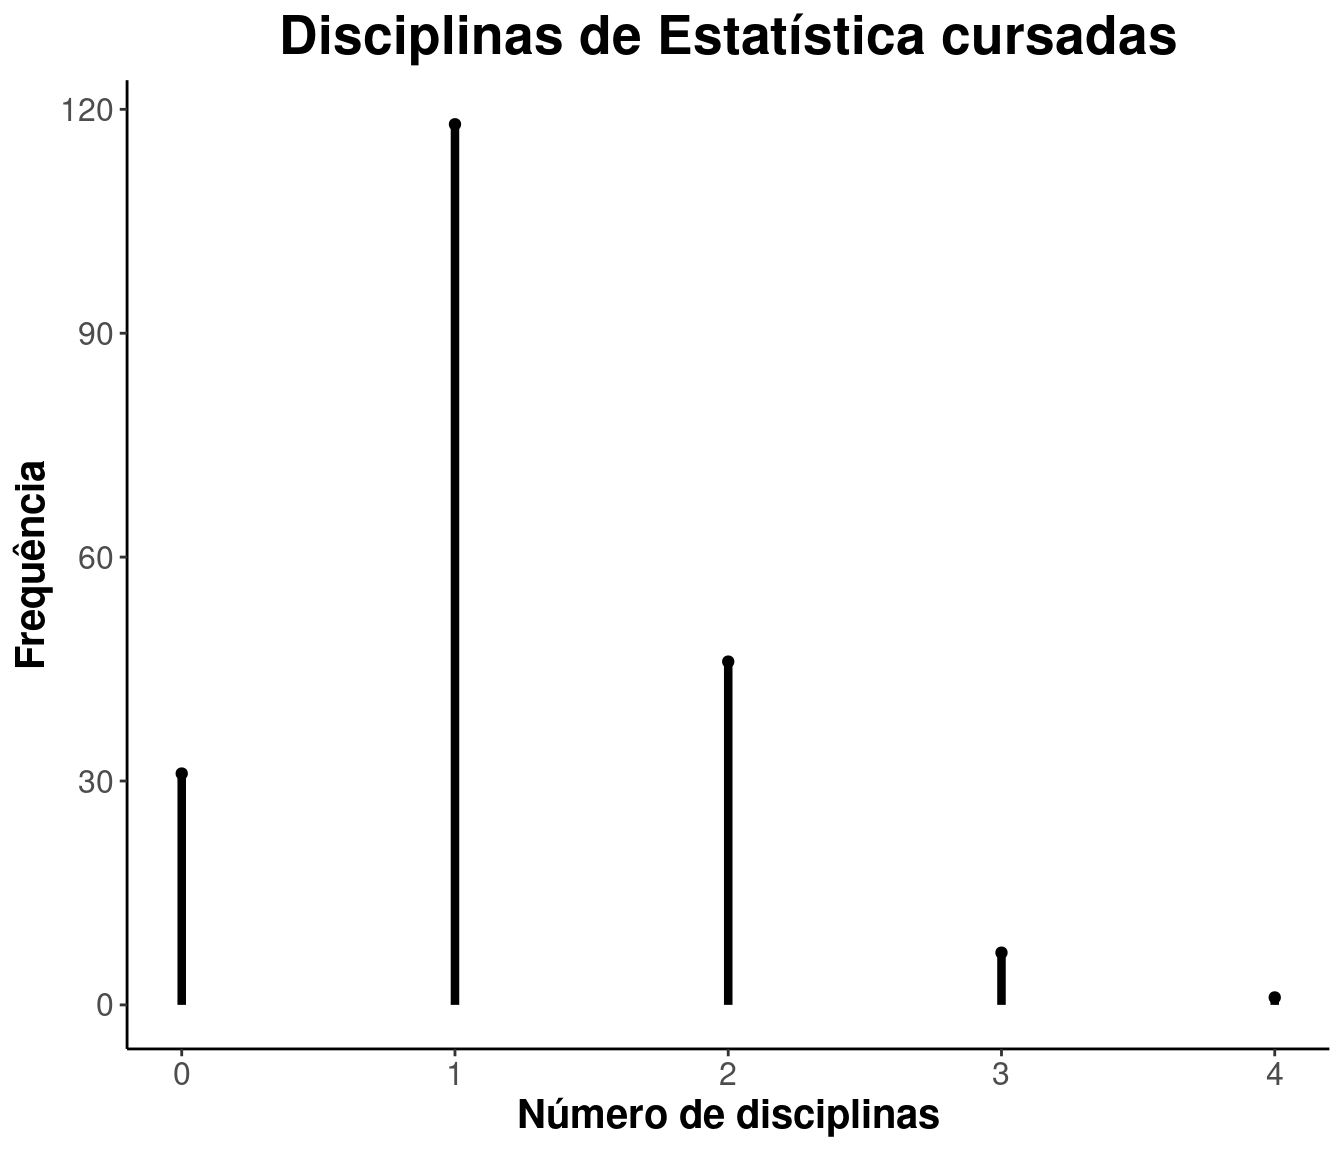 Disciplinas de Estatística cursadas
120
90
60
30
0
Frequência
0 1 2 3 4
Número de disciplinas